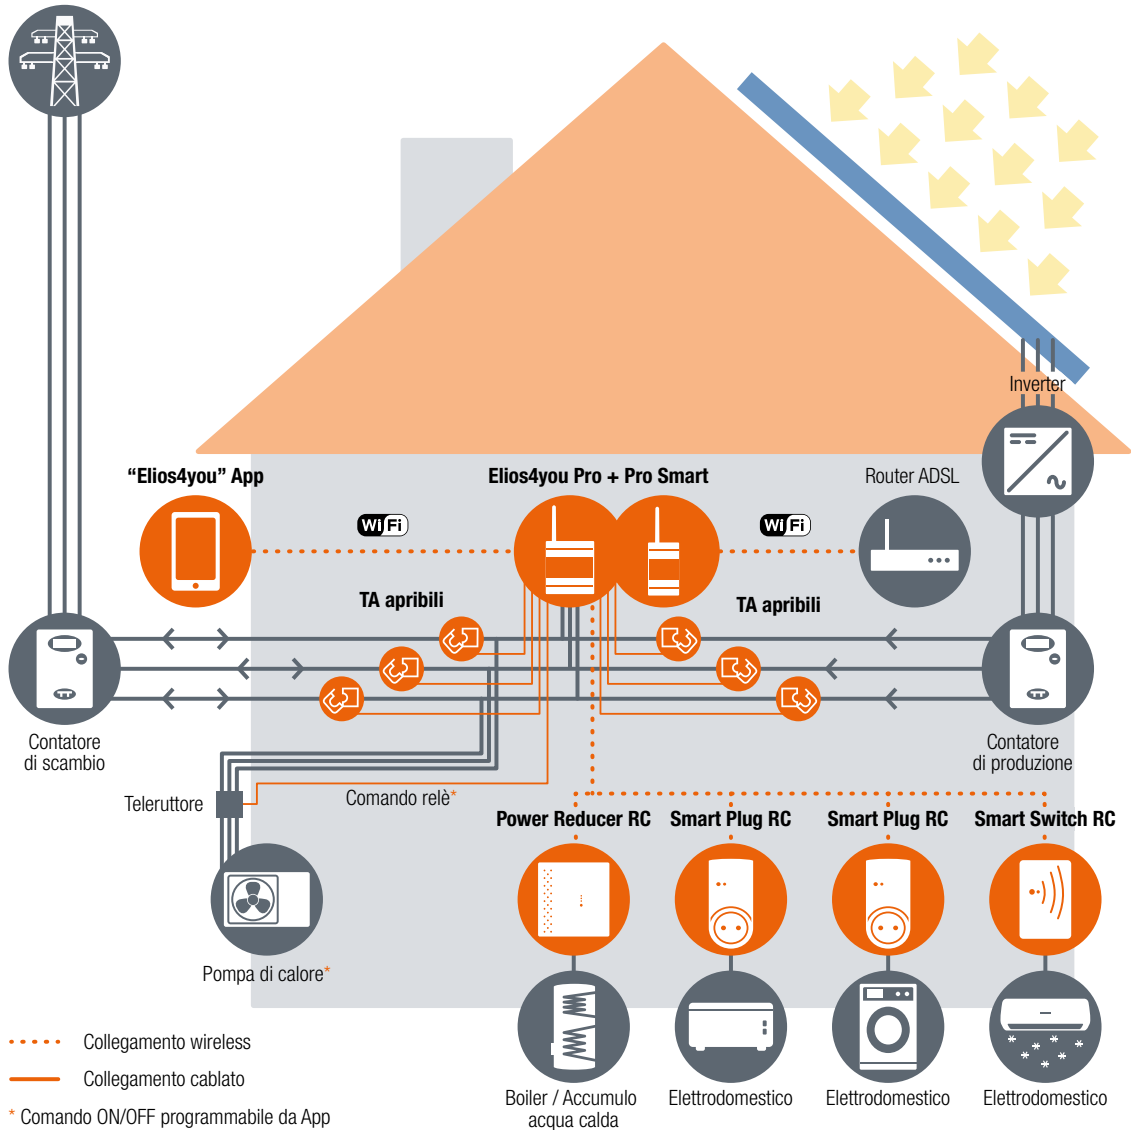 Inverter
“Elios4you” App
Elios4you Pro + Pro Smart
Router ADSL
WiFi
WiFi
TA apribili
TA apribili
Contatore
di scambio
Contatore
di produzione
Teleruttore
Comando relè*
Power Reducer RC
Smart Plug RC
Smart Plug RC
Smart Switch RC
Pompa di calore*
Collegamento wireless
Collegamento cablato
* Comando ON/OFF programmabile da App
Boiler / Accumulo
acqua calda
Elettrodomestico
Elettrodomestico
Elettrodomestico